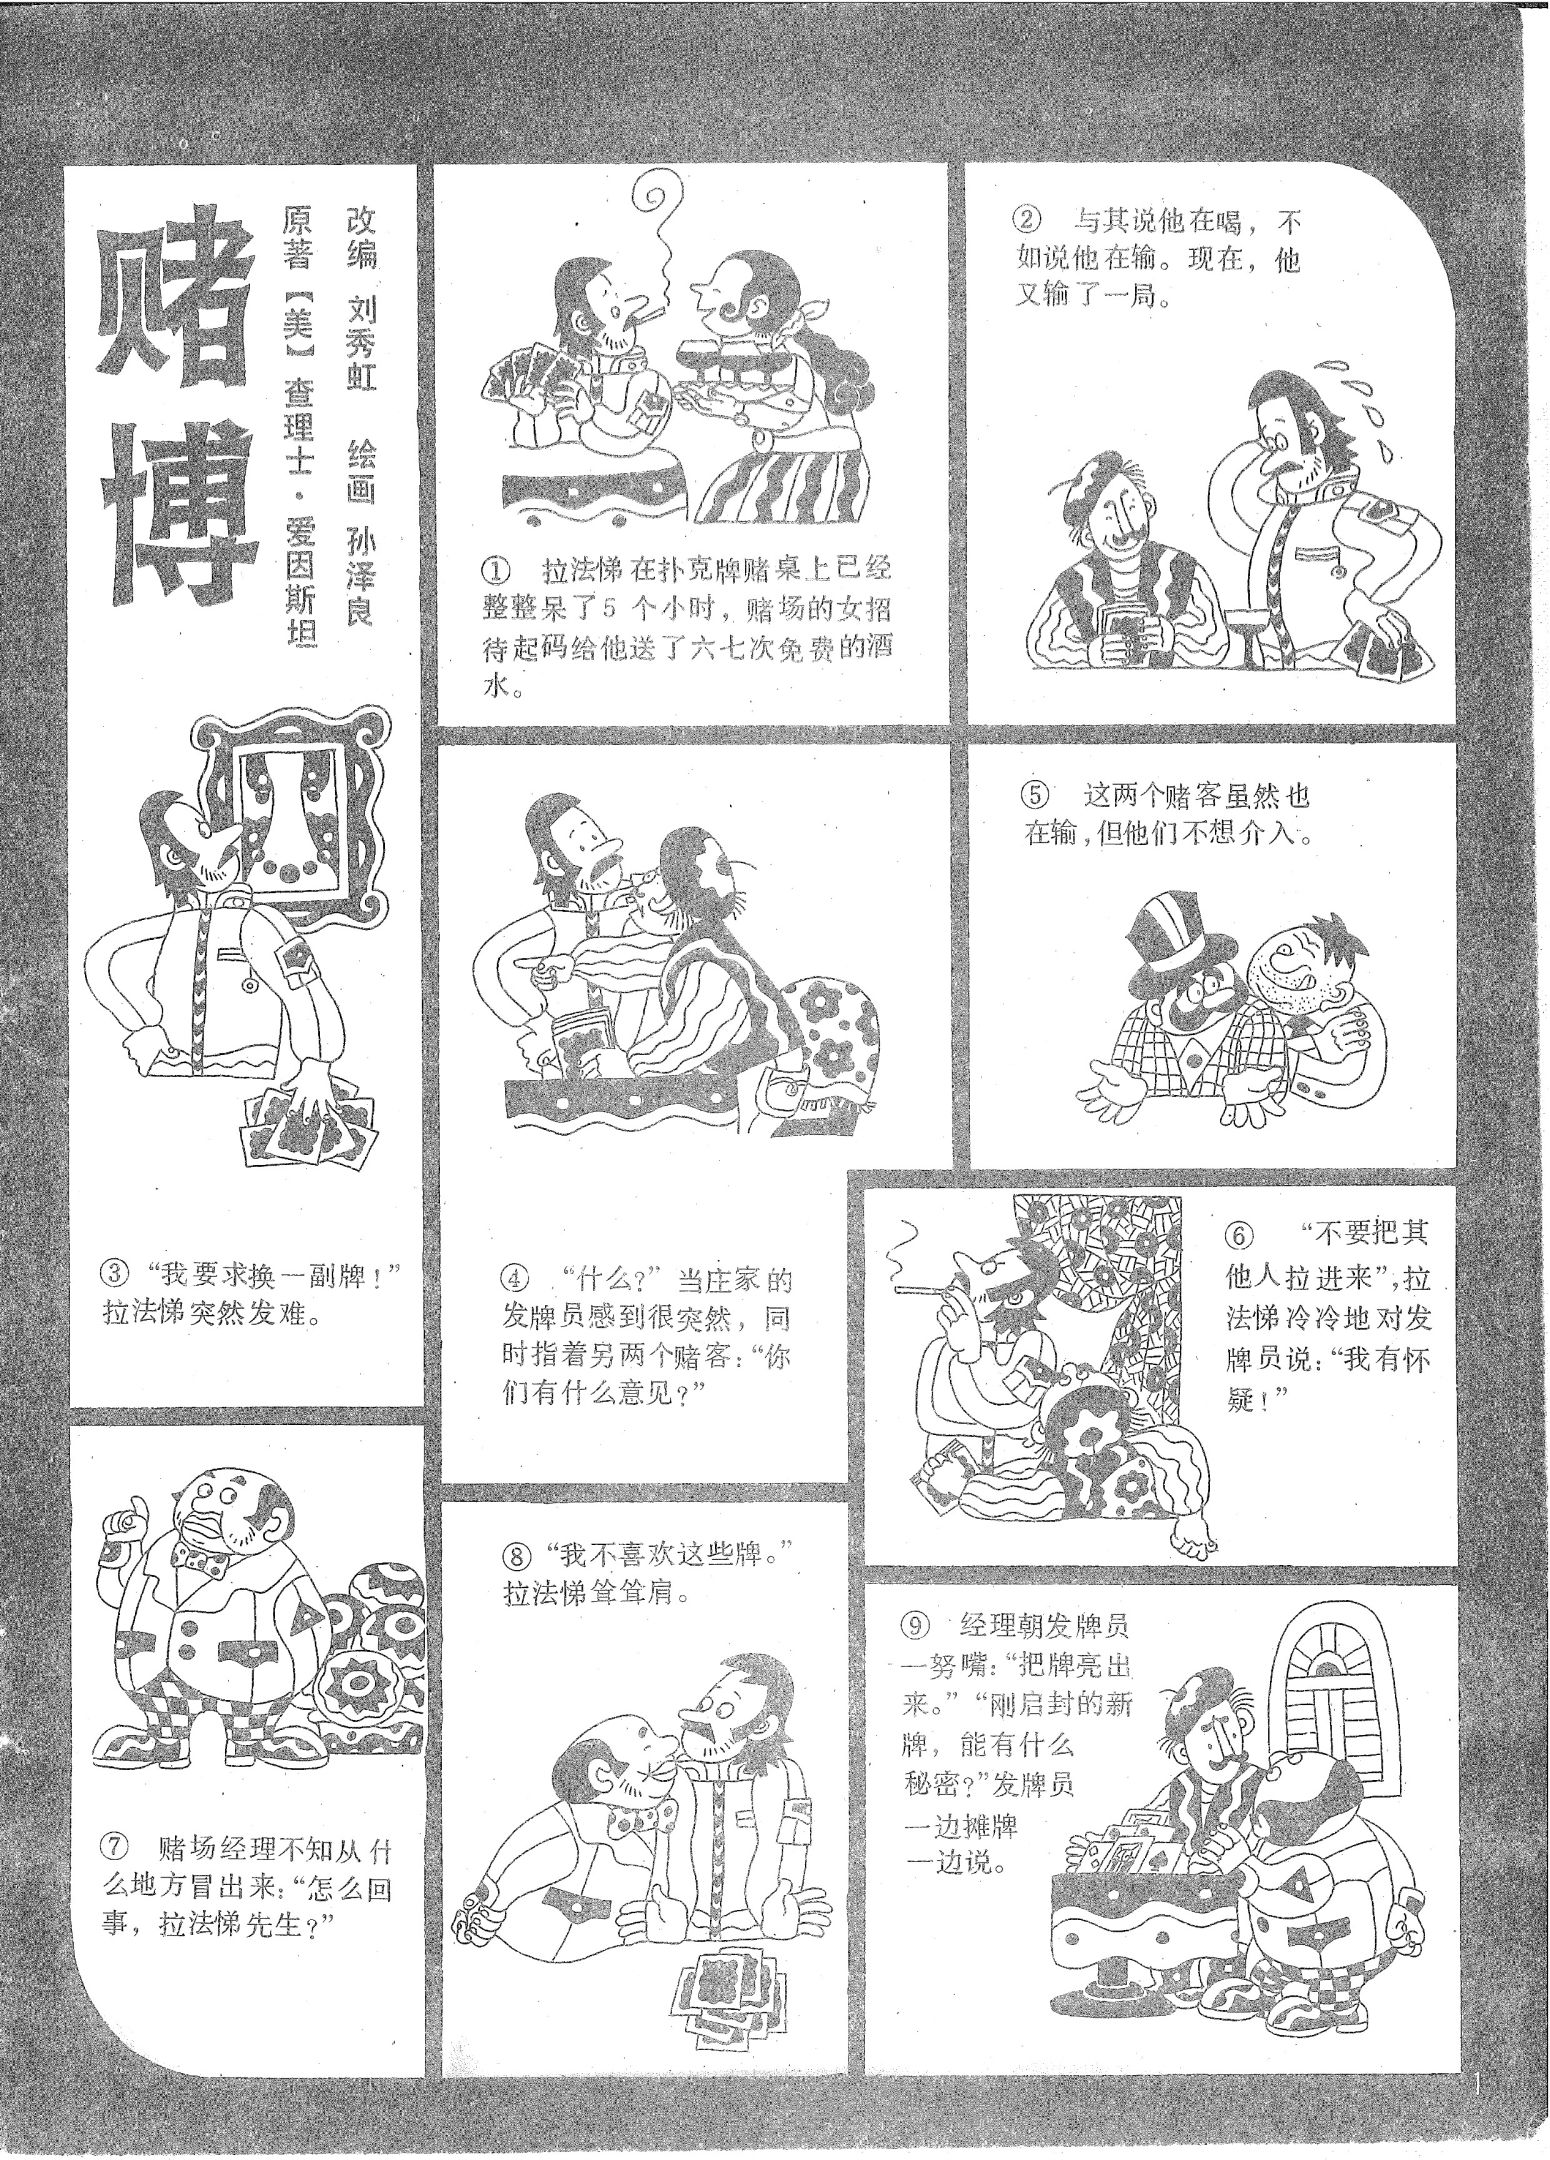 赌博
原著【美】查理士·爱因斯坦
改编 刘秀虹 绘画 孙泽良
① 拉法悌在扑克牌赌桌上已经
整整呆了5个小时，赌场的女招
待起码给他送了六七次免费的酒
水。
② 与其说他在喝，不
如说他在输。现在，他
又输了一局。
③ “我要求换一副牌！”
拉法悌突然发难。
④ “什么？”当庄家的
发牌员感到很突然，同
时指着另两个赌客：“你
们有什么意见？”
⑤ 这两个赌客虽然也
在输，但他们不想介入。
⑥ “不要把其
他人拉进来”，拉
法悌冷冷地对发
牌员说：“我有怀
疑！”
⑦ 赌场经理不知从什
么地方冒出来：“怎么回
事，拉法悌先生？”
⑧ “我不喜欢这些牌。”
拉法悌耸耸肩。
⑨ 经理朝发牌员
一努嘴：“把牌亮出
来。”“刚启封的新
牌，能有什么
秘密？”发牌员
一边摊牌
一边说。
1